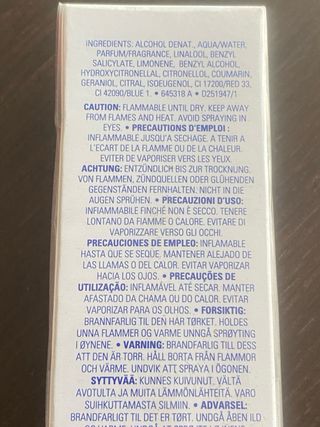 INGREDIENTS: ALCOHOL DENAT., AQUA/WATER,
PARFUM/FRAGRANCE, LINALOOL, BENZYL
SALICYLATE, LIMONENE, BENZYL ALCOHOL,
HYDROXYCITRONELLAL, CITRONELLOL, COUMARIN,
GERANIOL, CITRAL, ISOEUGENOL, CI 17200/RED 33,
CI 42090/BLUE 1. • 645318 A • D251947/1
CAUTION: FLAMMABLE UNTIL DRY. KEEP AWAY
FROM FLAMES AND HEAT. AVOID SPRAYING IN
EYES. • PRECAUTIONS D'EMPLOI :
INFLAMMABLE JUSQU'A SECHAGE. A TENIR A
L'ECART DE LA FLAMME OU DE LA CHALEUR.
EVITER DE VAPORISER VERS LES YEUX.
ACHTUNG: ENTZÜNDLICH BIS ZUR TROCKNUNG.
VON FLAMMEN, ZÜNDQUELLEN ODER GLÜHENDEN
GEGENSTÄNDEN FERNHALTEN. NICHT IN DIE
AUGEN SPRÜHEN. • PRECAUZIONI D'USO:
INFIAMMABILE FINCHÉ NON È SECCO. TENERE
LONTANO DA FIAMME O CALORE. EVITARE DI
VAPORIZZARE VERSO GLI OCCHI.
PRECAUCIONES DE EMPLEO: INFLAMABLE
HASTA QUE SE SEQUE. MANTENER ALEJADO DE
LAS LLAMAS O DEL CALOR. EVITAR VAPORIZAR
HACIA LOS OJOS. • PRECAUÇÕES DE
UTILIZAÇÃO: INFLAMÁVEL ATÉ SECAR. MANTER
AFASTADO DA CHAMA OU DO CALOR. EVITAR
VAPORIZAR PARA OS OLHOS. • FORSIKTIG:
BRANNFARLIG TIL DET HAR TØRKET. HOLDES
UNNA FLAMMER OG VARME UNNGÅ SPRØYTING
I ØYNENE. • VARNING: BRANDFARLIG TILL DESS
ATT DEN ÄR TORR. HÅLL BORTA FRÅN FLAMMOR
OCH VÄRME. UNDVIK ATT SPRAYA I ÖGONEN.
SYTTYVÄÄ: KUNNES KUIVUNUT. VÄLTÄ
AVOTULTA JA MUITA LÄMMÖNLÄHTEITÄ. VARO
SUIHKUTTAMASTA SILMIIN. • ADVARSEL:
BRANDFARLIGT TIL DET ER TØRT. UNDGÅ ÅBEN ILD